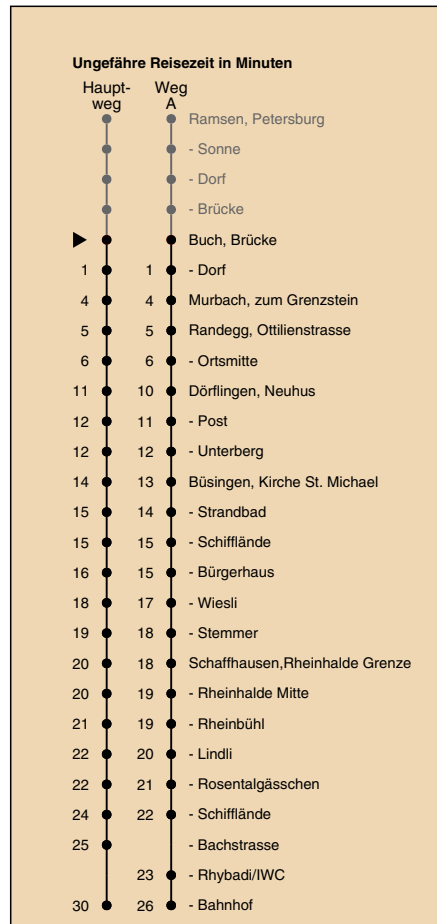 Ungefähre Reisezeit in Minuten
Haupt- Weg
weg A
Ramsen, Petersburg
- Sonne
- Dorf
- Brücke
Buch, Brücke
1 1 - Dorf
4 4 Murbach, zum Grenzstein
5 5 Randegg, Ottilienstrasse
6 6 - Ortsmitte
11 10 Dörflingen, Neuhus
12 11 - Post
12 12 - Unterberg
14 13 Büsingen, Kirche St. Michael
15 14 - Strandbad
15 15 - Schifflände
16 15 - Bürgerhaus
18 17 - Wiesli
19 18 - Stemmer
20 18 Schaffhausen,Rheinhalde Grenze
20 19 - Rheinhalde Mitte
21 19 - Rheinbühl
22 20 - Lindli
22 21 - Rosentalgässchen
24 22 - Schifflände
25 - Bachstrasse
23 - Rhybadi/IWC
30 26 - Bahnhof